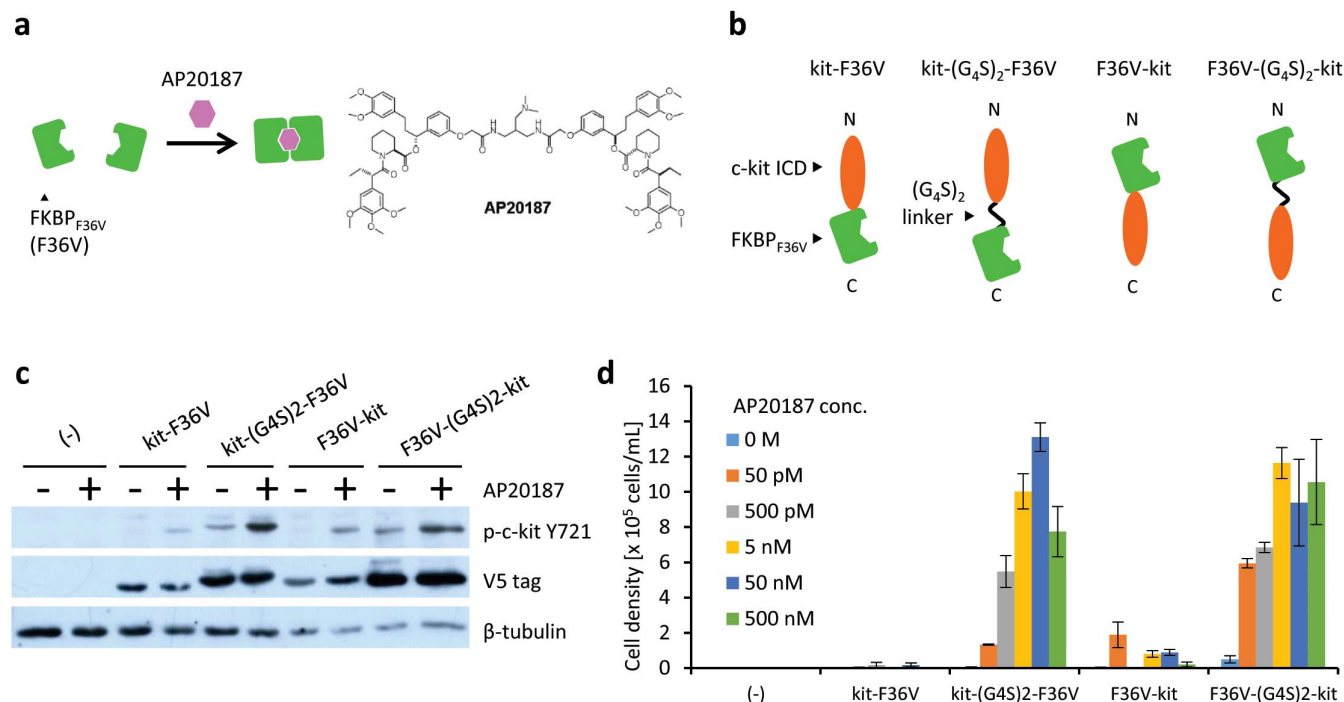 a
AP20187
FKBPF36V
(F36V)
N
O
NH
HN
AP20187
b
kit-F36V
kit-(G4S)2-F36V
F36V-kit
F36V-(G4S)2-kit
N
N
N
N
c-kit ICD
(G4S)2
linker
FKBPF36V
C
C
C
C
c
(-)
kit-F36V
kit-(G4S)2-F36V
F36V-kit
F36V-(G4S)2-kit
- + - + - + - + - + AP20187
p-c-kit Y721
V5 tag
β-tubulin
d
Cell density [x 10⁵ cells/mL]
16
14
12
10
8
6
4
2
0
AP20187 conc.
0 M
50 pM
500 pM
5 nM
50 nM
500 nM
(-)
kit-F36V
kit-(G4S)2-F36V
F36V-kit
F36V-(G4S)2-kit